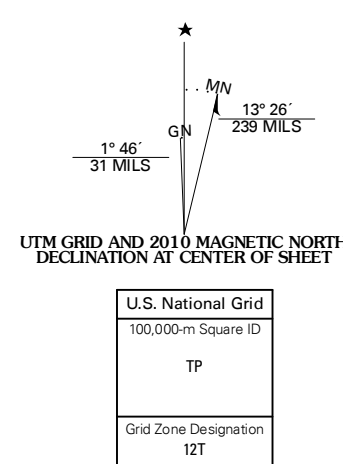 MN
GN
13° 26´
239 MILS
1° 46´
31 MILS
UTM GRID AND 2010 MAGNETIC NORTH
DECLINATION AT CENTER OF SHEET
U.S. National Grid
100,000-m Square ID
TP
Grid Zone Designation
12T